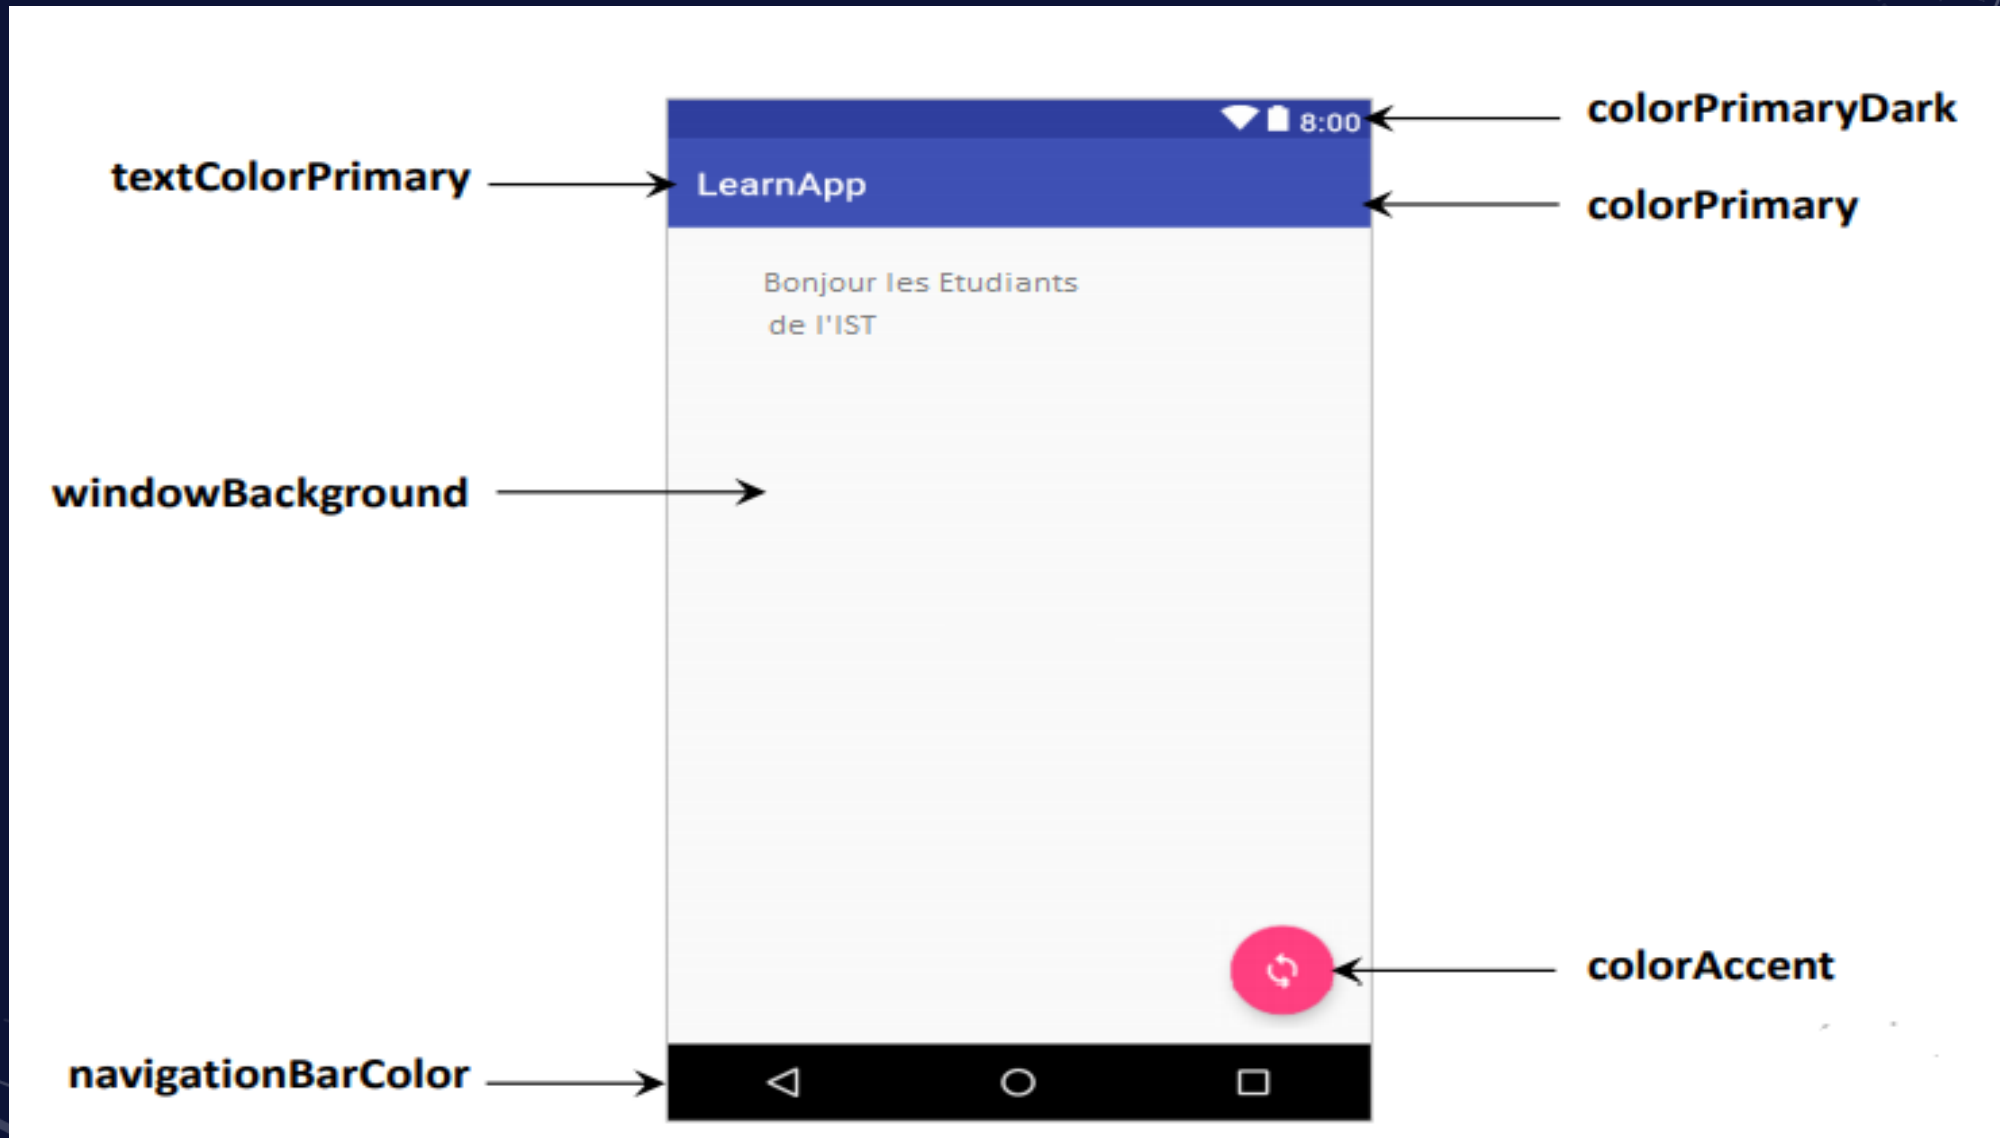 colorPrimaryDark
8:00
textColorPrimary
LearnApp
colorPrimary
Bonjour les Etudiants
de l'IST
windowBackground
colorAccent
navigationBarColor